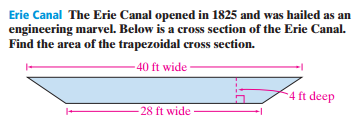 Erie Canal The Erie Canal opened in 1825 and was hailed as an
engineering marvel. Below is a cross section of the Erie Canal.
Find the area of the trapezoidal cross section.
40 ft wide
4 ft deep
28 ft wide